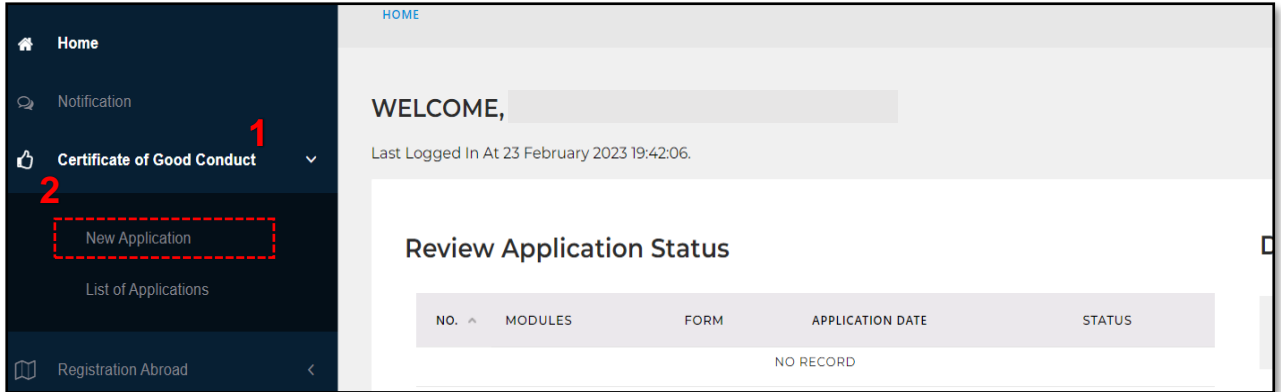 Home
Notification
1
Certificate of Good Conduct
2
New Application
List of Applications
Registration Abroad
HOME
WELCOME,
Last Logged In At 23 February 2023 19:42:06.
Review Application Status
NO. MODULES FORM APPLICATION DATE STATUS
NO RECORD